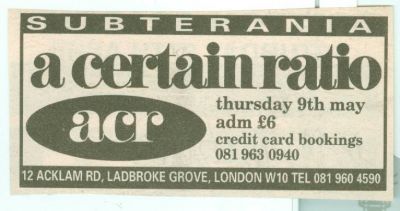 SUBTERANIA
a certain ratio
acr
thursday 9th may
adm £6
credit card bookings
081 963 0940
12 ACKLAM RD, LADBROKE GROVE, LONDON W10 TEL 081 960 4590